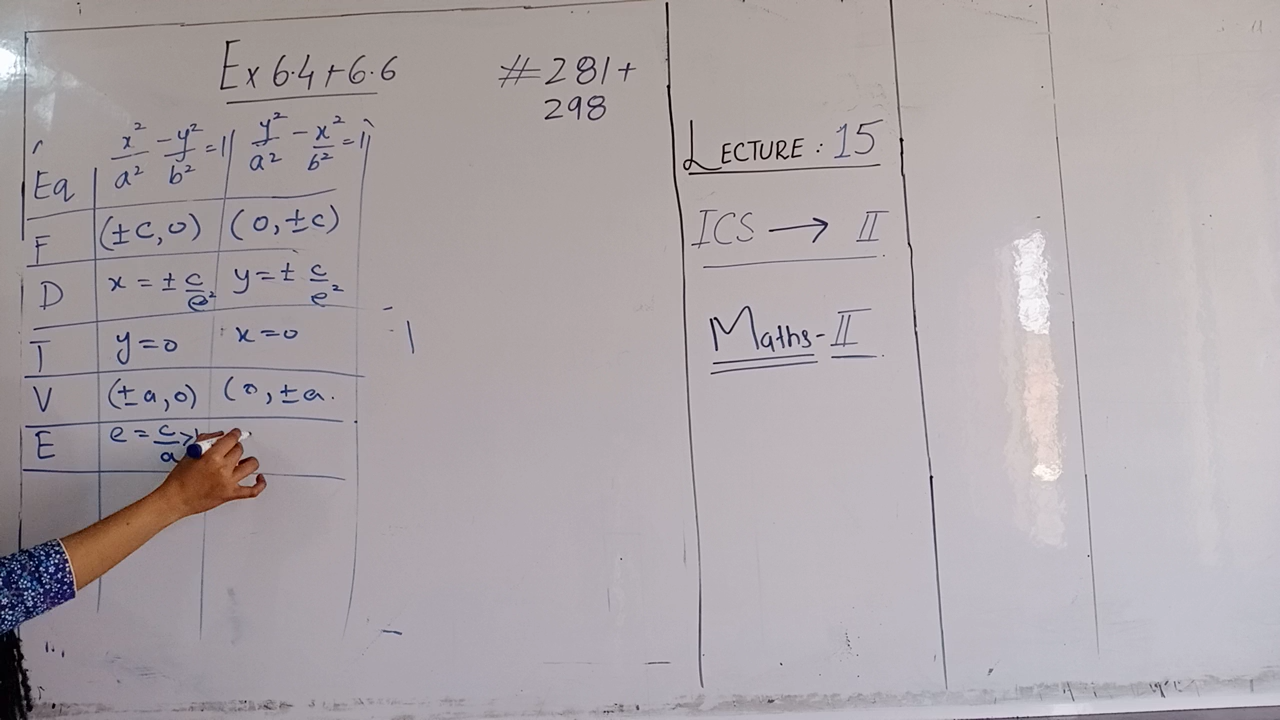 Ex 6.4+6.6
#281+
298
Eq x²/a² - y²/b² = 1 y²/a² - x²/b² = 1
F (±c, 0) (0, ±c)
D x = ± c/e² y = ± c/e²
T y=0 x=0
V (±a, 0) (0, ±a.
E e = c/a >
LECTURE: 15
ICS → II
Maths-II